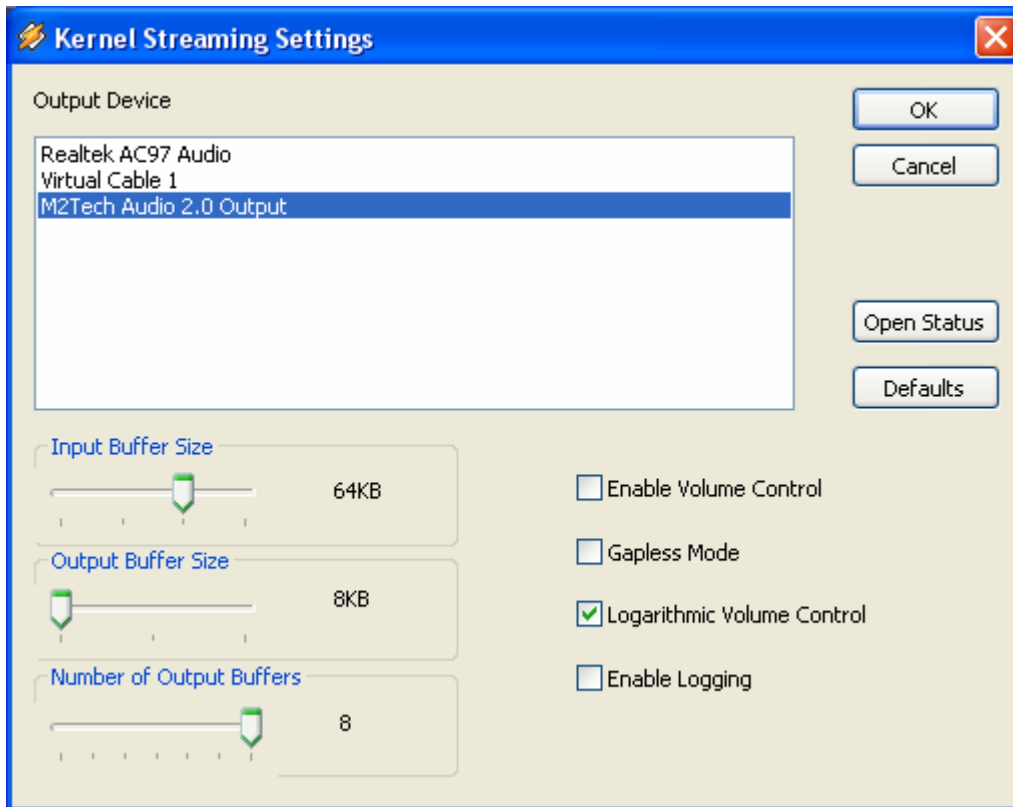 Kernel Streaming Settings
Output Device
Realtek AC97 Audio
Virtual Cable 1
M2Tech Audio 2.0 Output
OK
Cancel
Open Status
Defaults
Input Buffer Size
64KB
Output Buffer Size
8KB
Number of Output Buffers
8
Enable Volume Control
Gapless Mode
Logarithmic Volume Control
Enable Logging